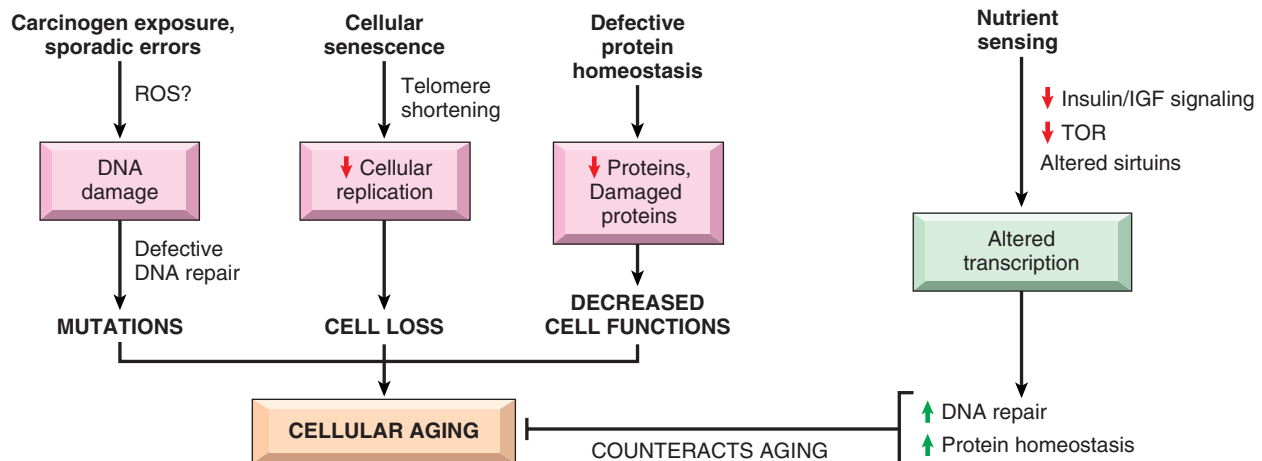 Carcinogen exposure,
sporadic errors
ROS?
DNA
damage
Defective
DNA repair
MUTATIONS
Cellular
senescence
Telomere
shortening
Cellular
replication
CELL LOSS
Defective
protein
homeostasis
Proteins,
Damaged
proteins
DECREASED
CELL FUNCTIONS
CELLULAR AGING
Nutrient
sensing
Insulin/IGF signaling
TOR
Altered sirtuins
Altered
transcription
DNA repair
Protein homeostasis
COUNTERACTS AGING